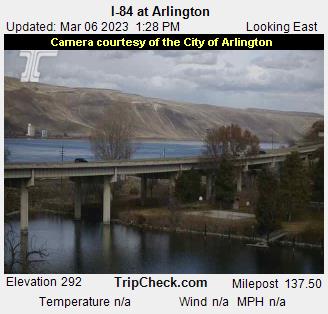 I-84 at Arlington
Updated: Mar 06 2023 1:28 PM Looking East
Camera courtesy of the City of Arlington
Elevation 292 TripCheck.com Milepost 137.50
Temperature n/a Wind n/a MPH n/a